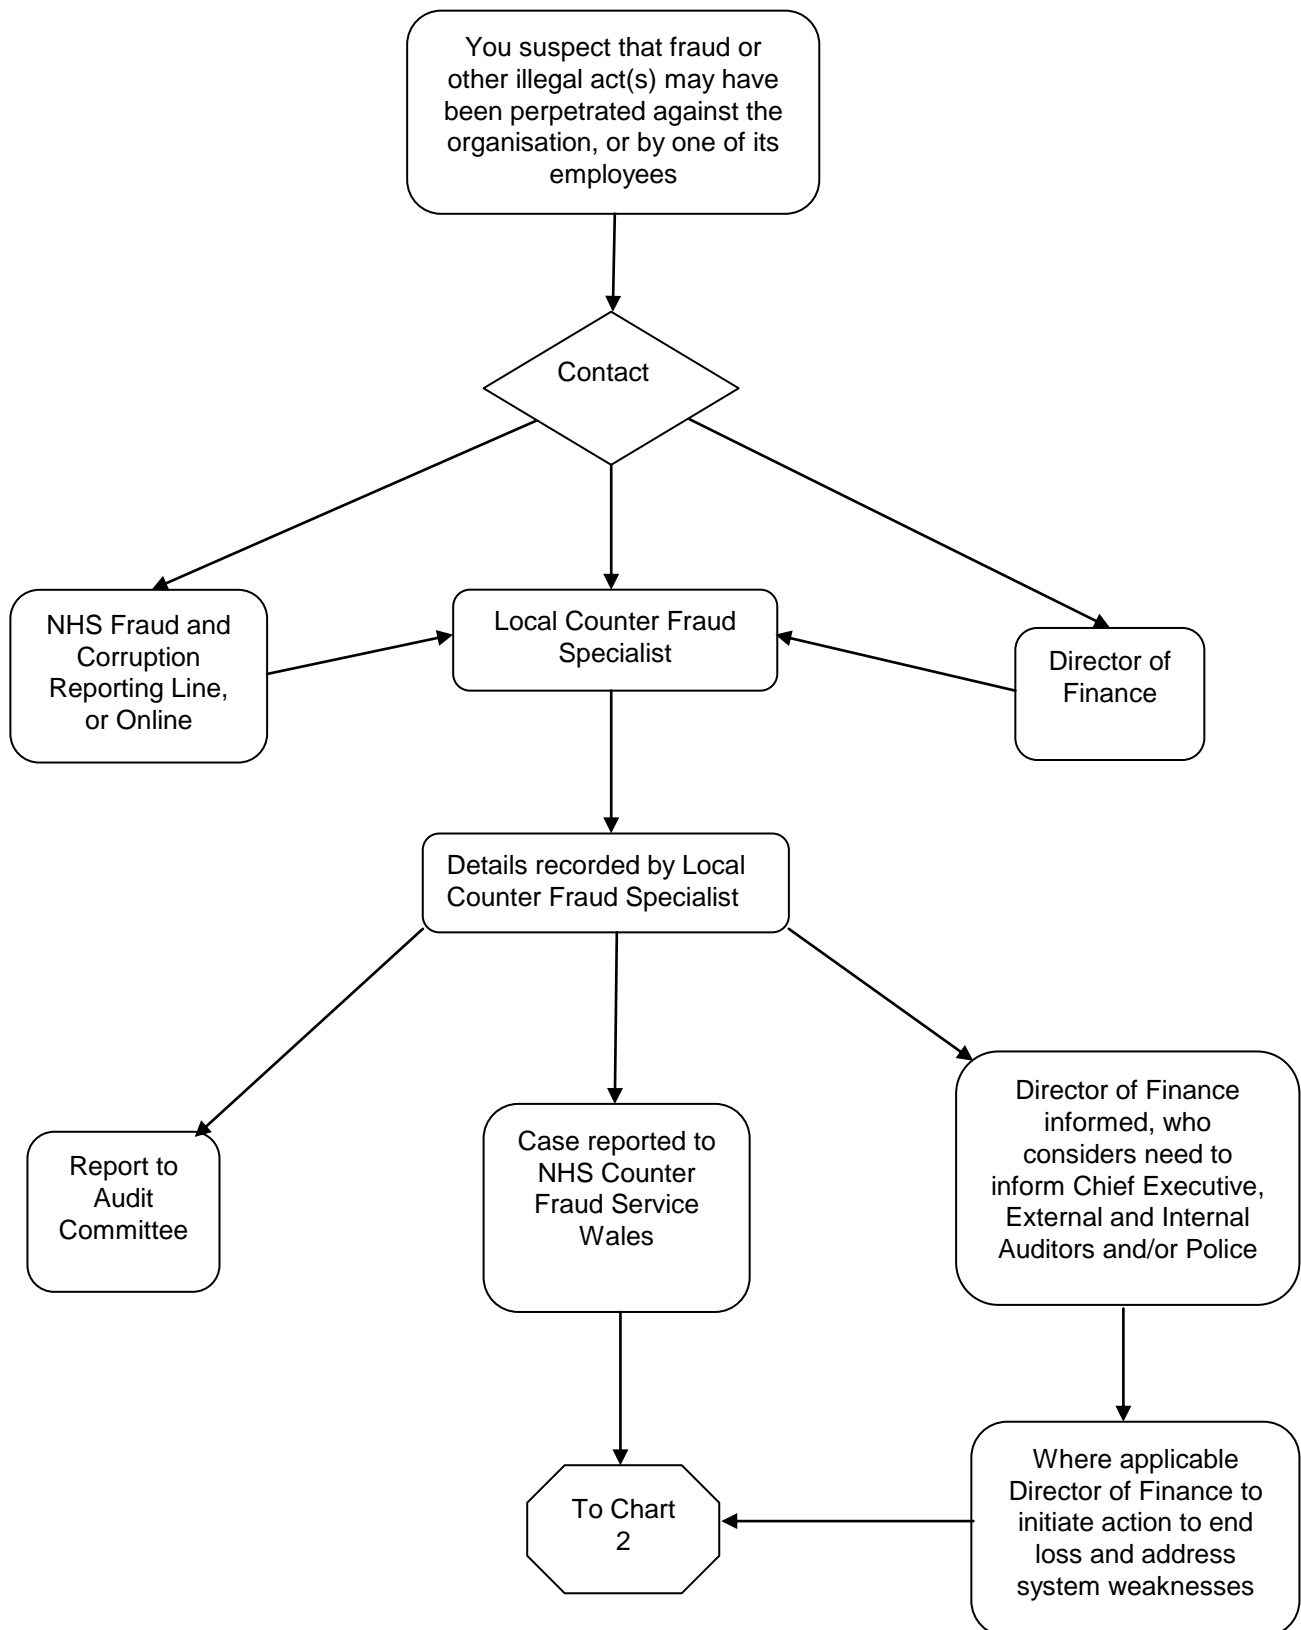 You suspect that fraud or
other illegal act(s) may have
been perpetrated against the
organisation, or by one of its
employees
Contact
NHS Fraud and
Corruption
Reporting Line,
or Online
Local Counter Fraud
Specialist
Director of
Finance
Details recorded by Local
Counter Fraud Specialist
Report to
Audit
Committee
Case reported to
NHS Counter
Fraud Service
Wales
Director of Finance
informed, who
considers need to
inform Chief Executive,
External and Internal
Auditors and/or Police
To Chart
2
Where applicable
Director of Finance to
initiate action to end
loss and address
system weaknesses